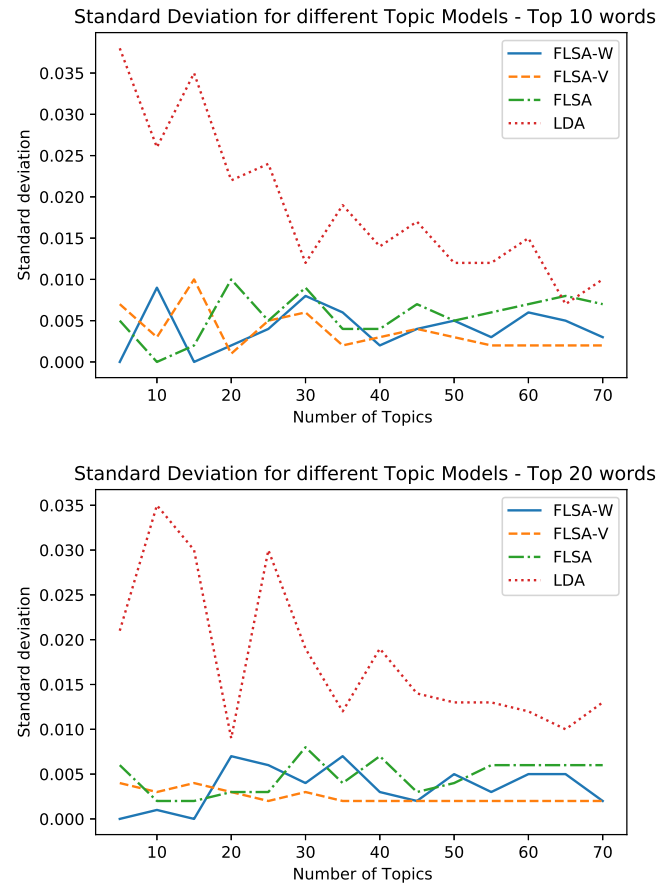 Standard Deviation for different Topic Models - Top 10 words
FLSA-W
FLSA-V
FLSA
LDA
0.035
0.030
0.025
0.020
0.015
0.010
0.005
0.000
Standard deviation
10 20 30 40 50 60 70
Number of Topics
Standard Deviation for different Topic Models - Top 20 words
FLSA-W
FLSA-V
FLSA
LDA
0.035
0.030
0.025
0.020
0.015
0.010
0.005
0.000
Standard deviation
10 20 30 40 50 60 70
Number of Topics